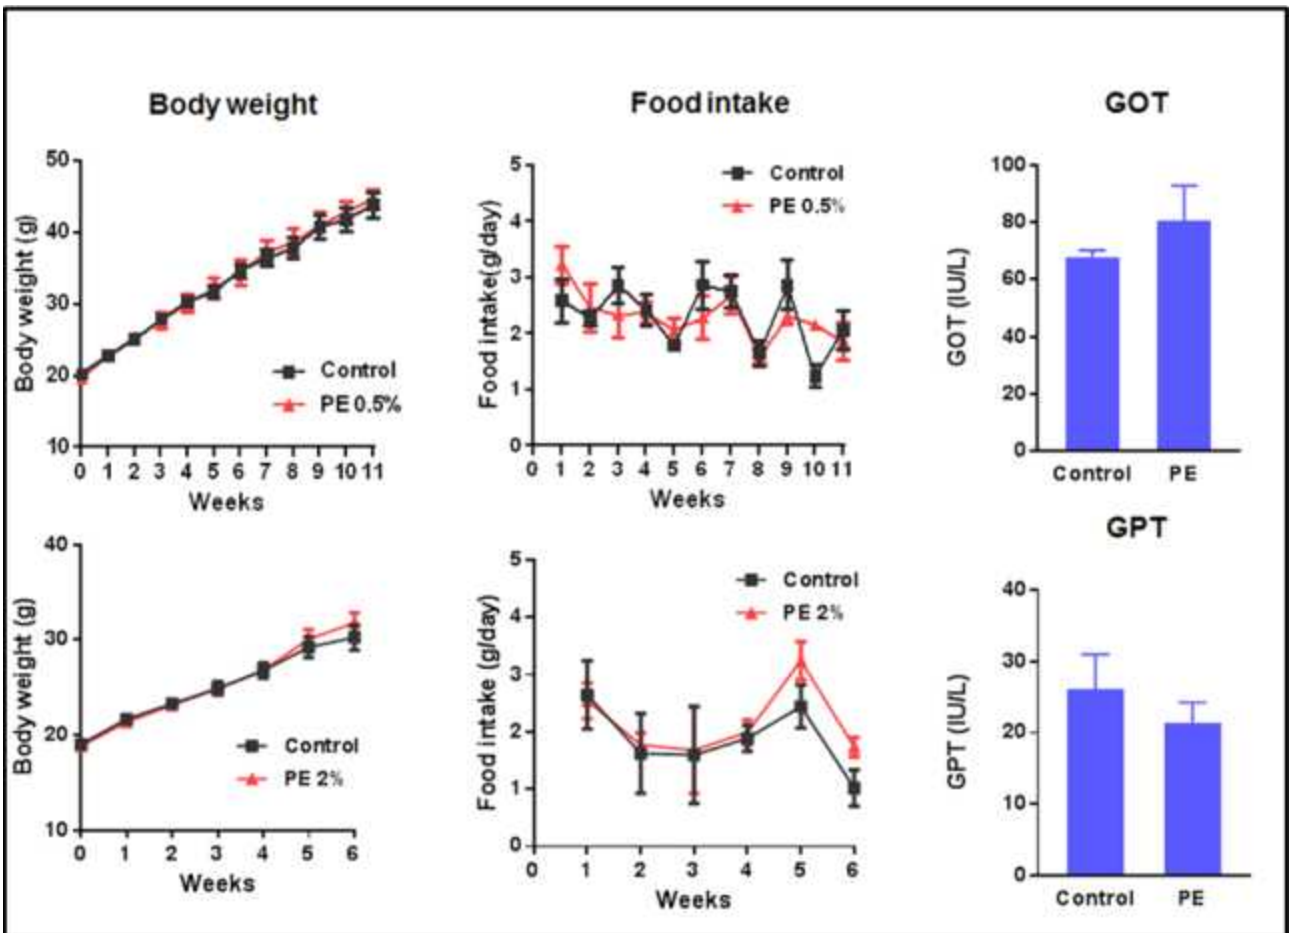 Body weight
Food intake
GOT
50
40
30
20
10
Body weight (g)
Control
PE 0.5%
0 1 2 3 4 5 6 7 8 9 10 11
Weeks
5
4
3
2
1
0
Food intake(g/day)
Control
PE 0.5%
0 1 2 3 4 5 6 7 8 9 10 11
Weeks
100
80
60
40
20
0
GOT (IU/L)
Control PE
40
30
20
10
Body weight (g)
Control
PE 2%
0 1 2 3 4 5 6
Weeks
5
4
3
2
1
0
Food intake (g/day)
Control
PE 2%
0 1 2 3 4 5 6
Weeks
GPT
40
30
20
10
0
GPT (IU/L)
Control PE